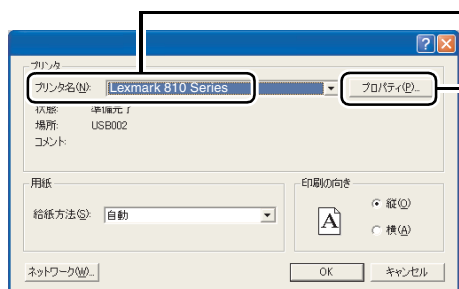 プリンタ
プリンタ名(N): Lexmark 810 Series プロパティ(P)...
状態: 準備完了
場所: USB002
コメント:
用紙
給紙方法(S): 自動
印刷の向き
A
縦(O)
横(A)
ネットワーク(W)... OK キャンセル